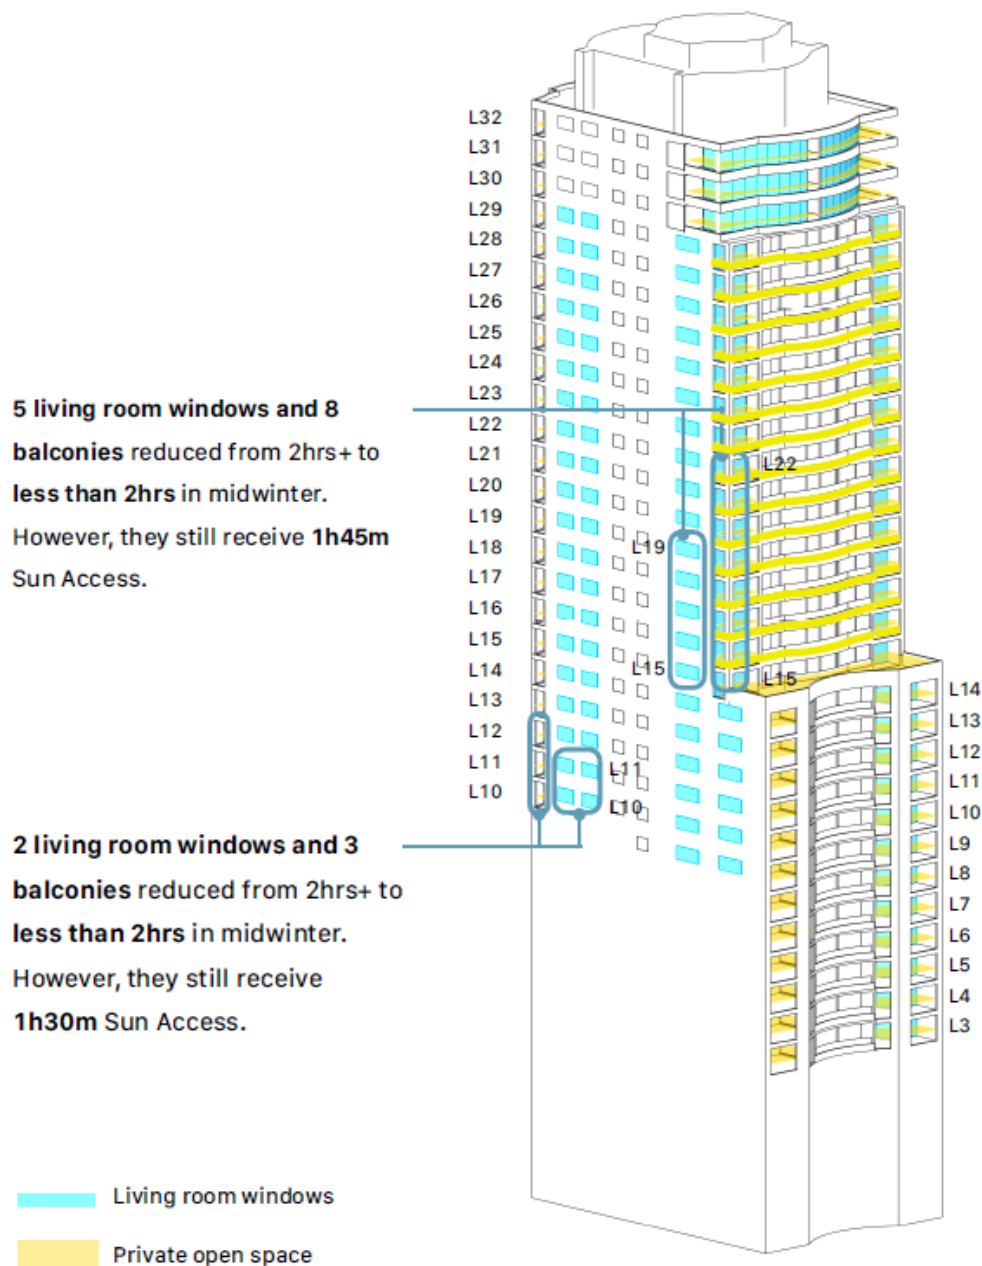 L32
L31
L30
L29
L28
L27
L26
L25
L24
L23
L22
L21
L20
L19
L18
L17
L16
L15
L14
L13
L12
L11
L10
5 living room windows and 8
balconies reduced from 2hrs+ to
less than 2hrs in midwinter.
However, they still receive 1h45m
Sun Access.
L22
L19
L15
L15
L11
L10
L14
L13
L12
L11
L10
L9
L8
L7
L6
L5
L4
L3
2 living room windows and 3
balconies reduced from 2hrs+ to
less than 2hrs in midwinter.
However, they still receive
1h30m Sun Access.
Living room windows
Private open space